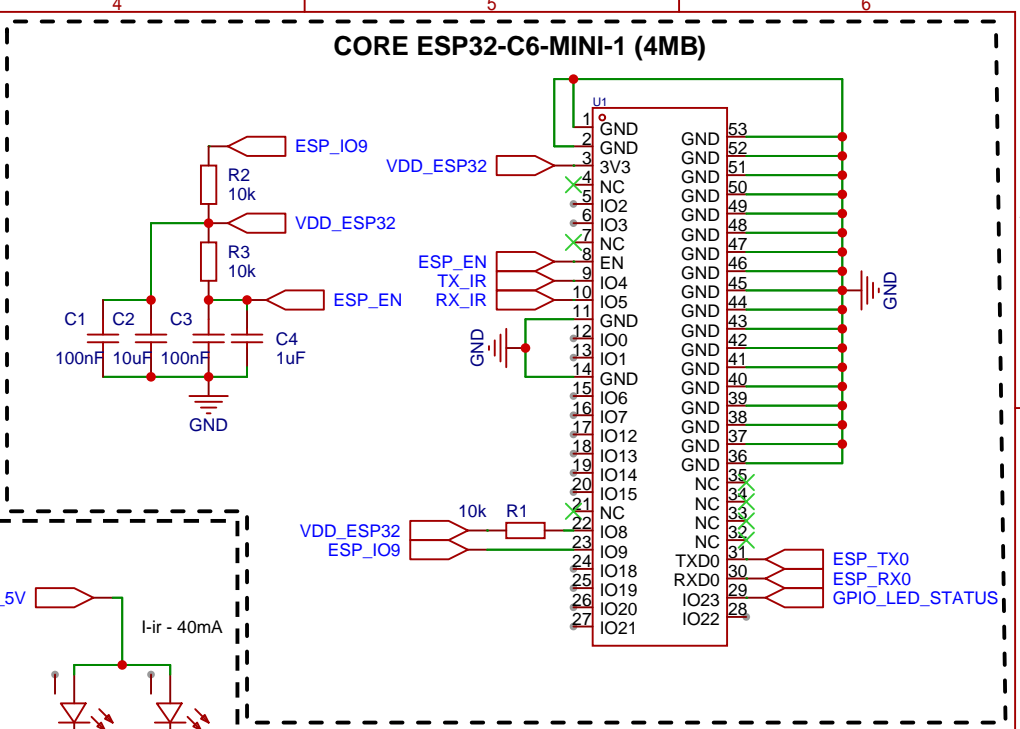 4
5
6
CORE ESP32-C6-MINI-1 (4MB)
ESP_IO9
R2
10k
VDD_ESP32
R3
10k
ESP_EN
C1
C2
C3
C4
100nF
10uF
100nF
1uF
GND
U1
VDD_ESP32
ESP_EN
TX_IR
RX_IR
GND
10k
R1
VDD_ESP32
ESP_IO9
1 GND
2 GND
3 3V3
4 NC
5 IO2
6 IO3
7 NC
8 EN
9 IO4
10 IO5
11 GND
12 IO0
13 IO1
14 GND
15 IO6
16 IO7
17 IO12
18 IO13
19 IO14
20 IO15
21 NC
22 IO8
23 IO9
24 IO18
25 IO19
26 IO20
27 IO21
GND 53
GND 52
GND 51
GND 50
GND 49
GND 48
GND 47
GND 46
GND 45
GND 44
GND 43
GND 42
GND 41
GND 40
GND 39
GND 38
GND 37
GND 36
NC 35
NC 34
NC 33
NC 32
TXD0 31
RXD0 30
IO23 29
IO22 28
GND
ESP_TX0
ESP_RX0
GPIO_LED_STATUS
_5V
I-ir - 40mA